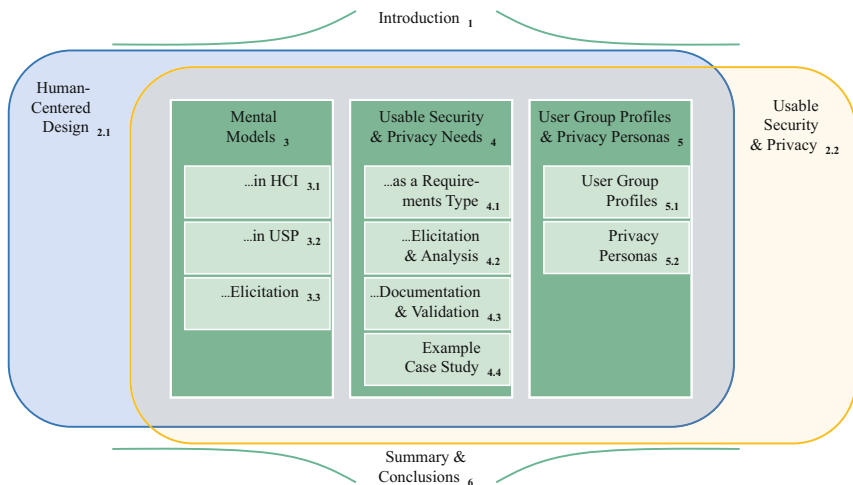 Introduction 1
Human-
Centered
Design 2.1
Usable
Security
& Privacy 2.2
Mental
Models 3
...in HCI 3.1
...in USP 3.2
...Elicitation 3.3
Usable Security
& Privacy Needs 4
...as a Require-
ments Type 4.1
...Elicitation
& Analysis 4.2
...Documentation
& Validation 4.3
Example
Case Study 4.4
User Group Profiles
& Privacy Personas 5
User Group
Profiles 5.1
Privacy
Personas 5.2
Summary &
Conclusions 6